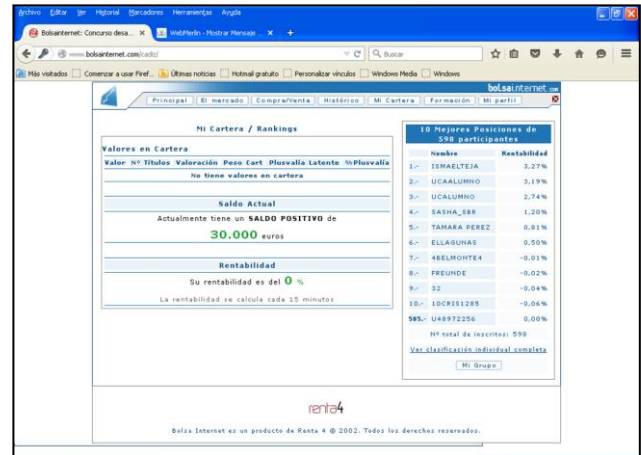 Archivo Editar Ver Historial Marcadores Herramientas Ayuda
Bolsainternet: Concurso desa... × WebMerlin - Mostrar Mensaje ... × +
www.bolsainternet.com/cadiz/ Buscar
Más visitados Comenzar a usar Firef... Últimas noticias Hotmail gratuito Personalizar vínculos Windows Media Windows
bolsainternet.com
Principal El mercado Compra/Venta Histórico Mi Cartera Formación Mi perfil
Mi Cartera / Rankings
Valores en Cartera
Valor Nº Títulos Valoración Peso Cart Plusvalía Latente %Plusvalía
No tiene valores en cartera
Saldo Actual
Actualmente tiene un SALDO POSITIVO de
30.000 euros
Rentabilidad
Su rentabilidad es del 0 %
La rentabilidad se calcula cada 15 minutos
10 Mejores Posiciones de
598 participantes
Nombre Rentabilidad
1.- ISMAELTEJA 3,27%
2.- UCAALUMNO 3,19%
3.- UCALUMNO 2,74%
4.- SASHA_SBR 1,20%
5.- TAMARA PEREZ 0,81%
6.- ELLAGUNAS 0,50%
7.- 4BELMONTE4 -0,01%
8.- FREUNDE -0,02%
9.- 32 -0,04%
10.- 10CRIS1285 -0,06%
585.- U48972256 0,00%
Nº total de inscritos: 598
Ver clasificación individual completa
Mi Grupo
renta4
Bolsa Internet es un producto de Renta 4 © 2002. Todos los derechos reservados.